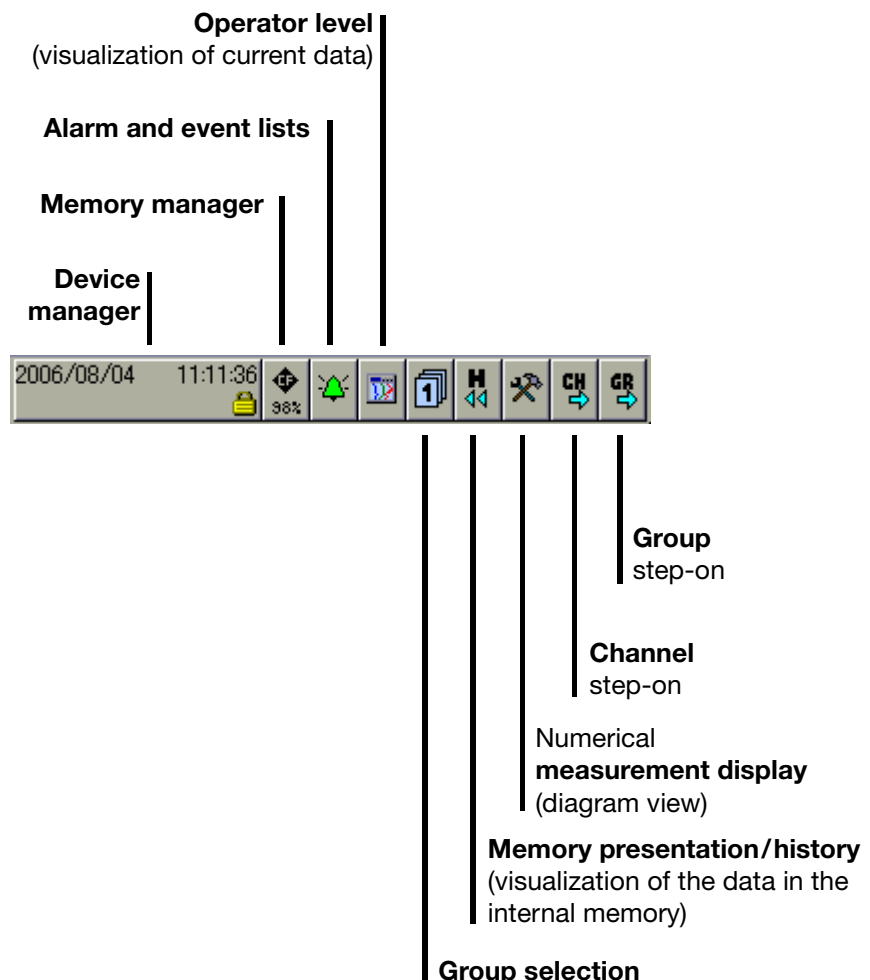 Operator level
(visualization of current data)
Alarm and event lists
Memory manager
Device
manager
2006/08/04 11:11:36 CF 98% 1 H CH GR
Group
step-on
Channel
step-on
Numerical
measurement display
(diagram view)
Memory presentation/history
(visualization of the data in the
internal memory)
Group selection